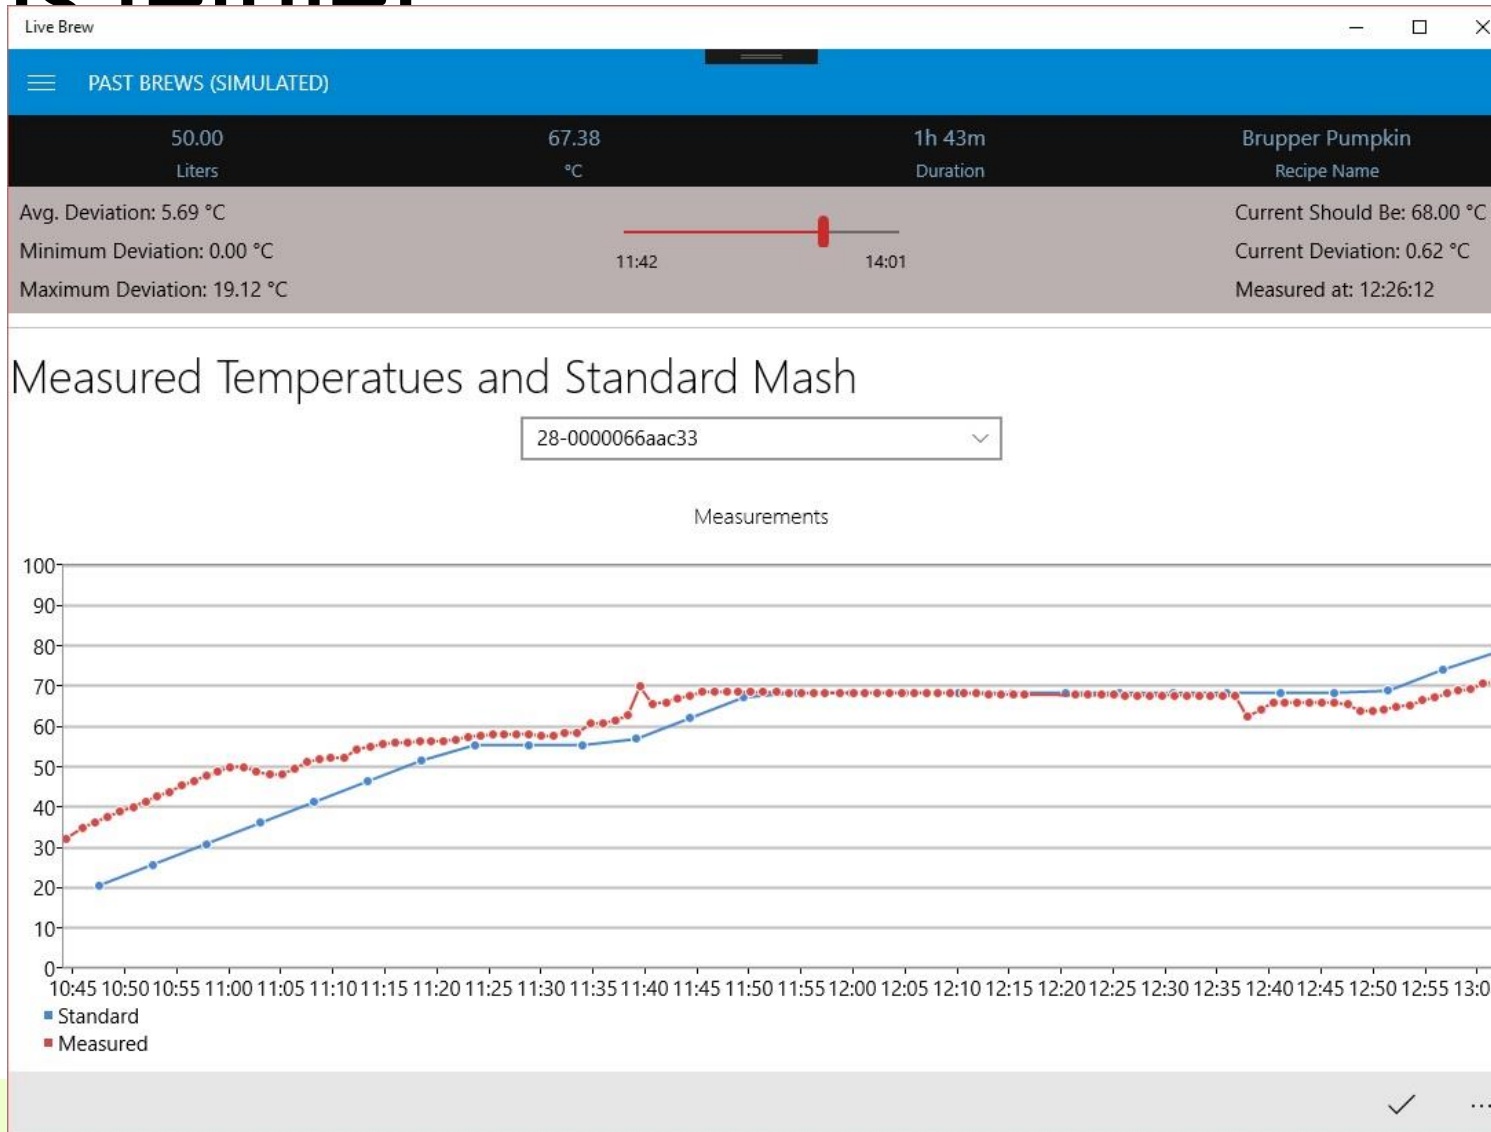 Live Brew
PAST BREWS (SIMULATED)
50.00 67.38 1h 43m Brupper Pumpkin
Liters °C Duration Recipe Name
Avg. Deviation: 5.69 °C
Minimum Deviation: 0.00 °C
Maximum Deviation: 19.12 °C
11:42 14:01
Current Should Be: 68.00 °C
Current Deviation: 0.62 °C
Measured at: 12:26:12
Measured Temperatues and Standard Mash
28-0000066aac33
Measurements
100
90
80
70
60
50
40
30
20
10
0
10:45 10:50 10:55 11:00 11:05 11:10 11:15 11:20 11:25 11:30 11:35 11:40 11:45 11:50 11:55 12:00 12:05 12:10 12:15 12:20 12:25 12:30 12:35 12:40 12:45 12:50 12:55 13:0
Standard
Measured